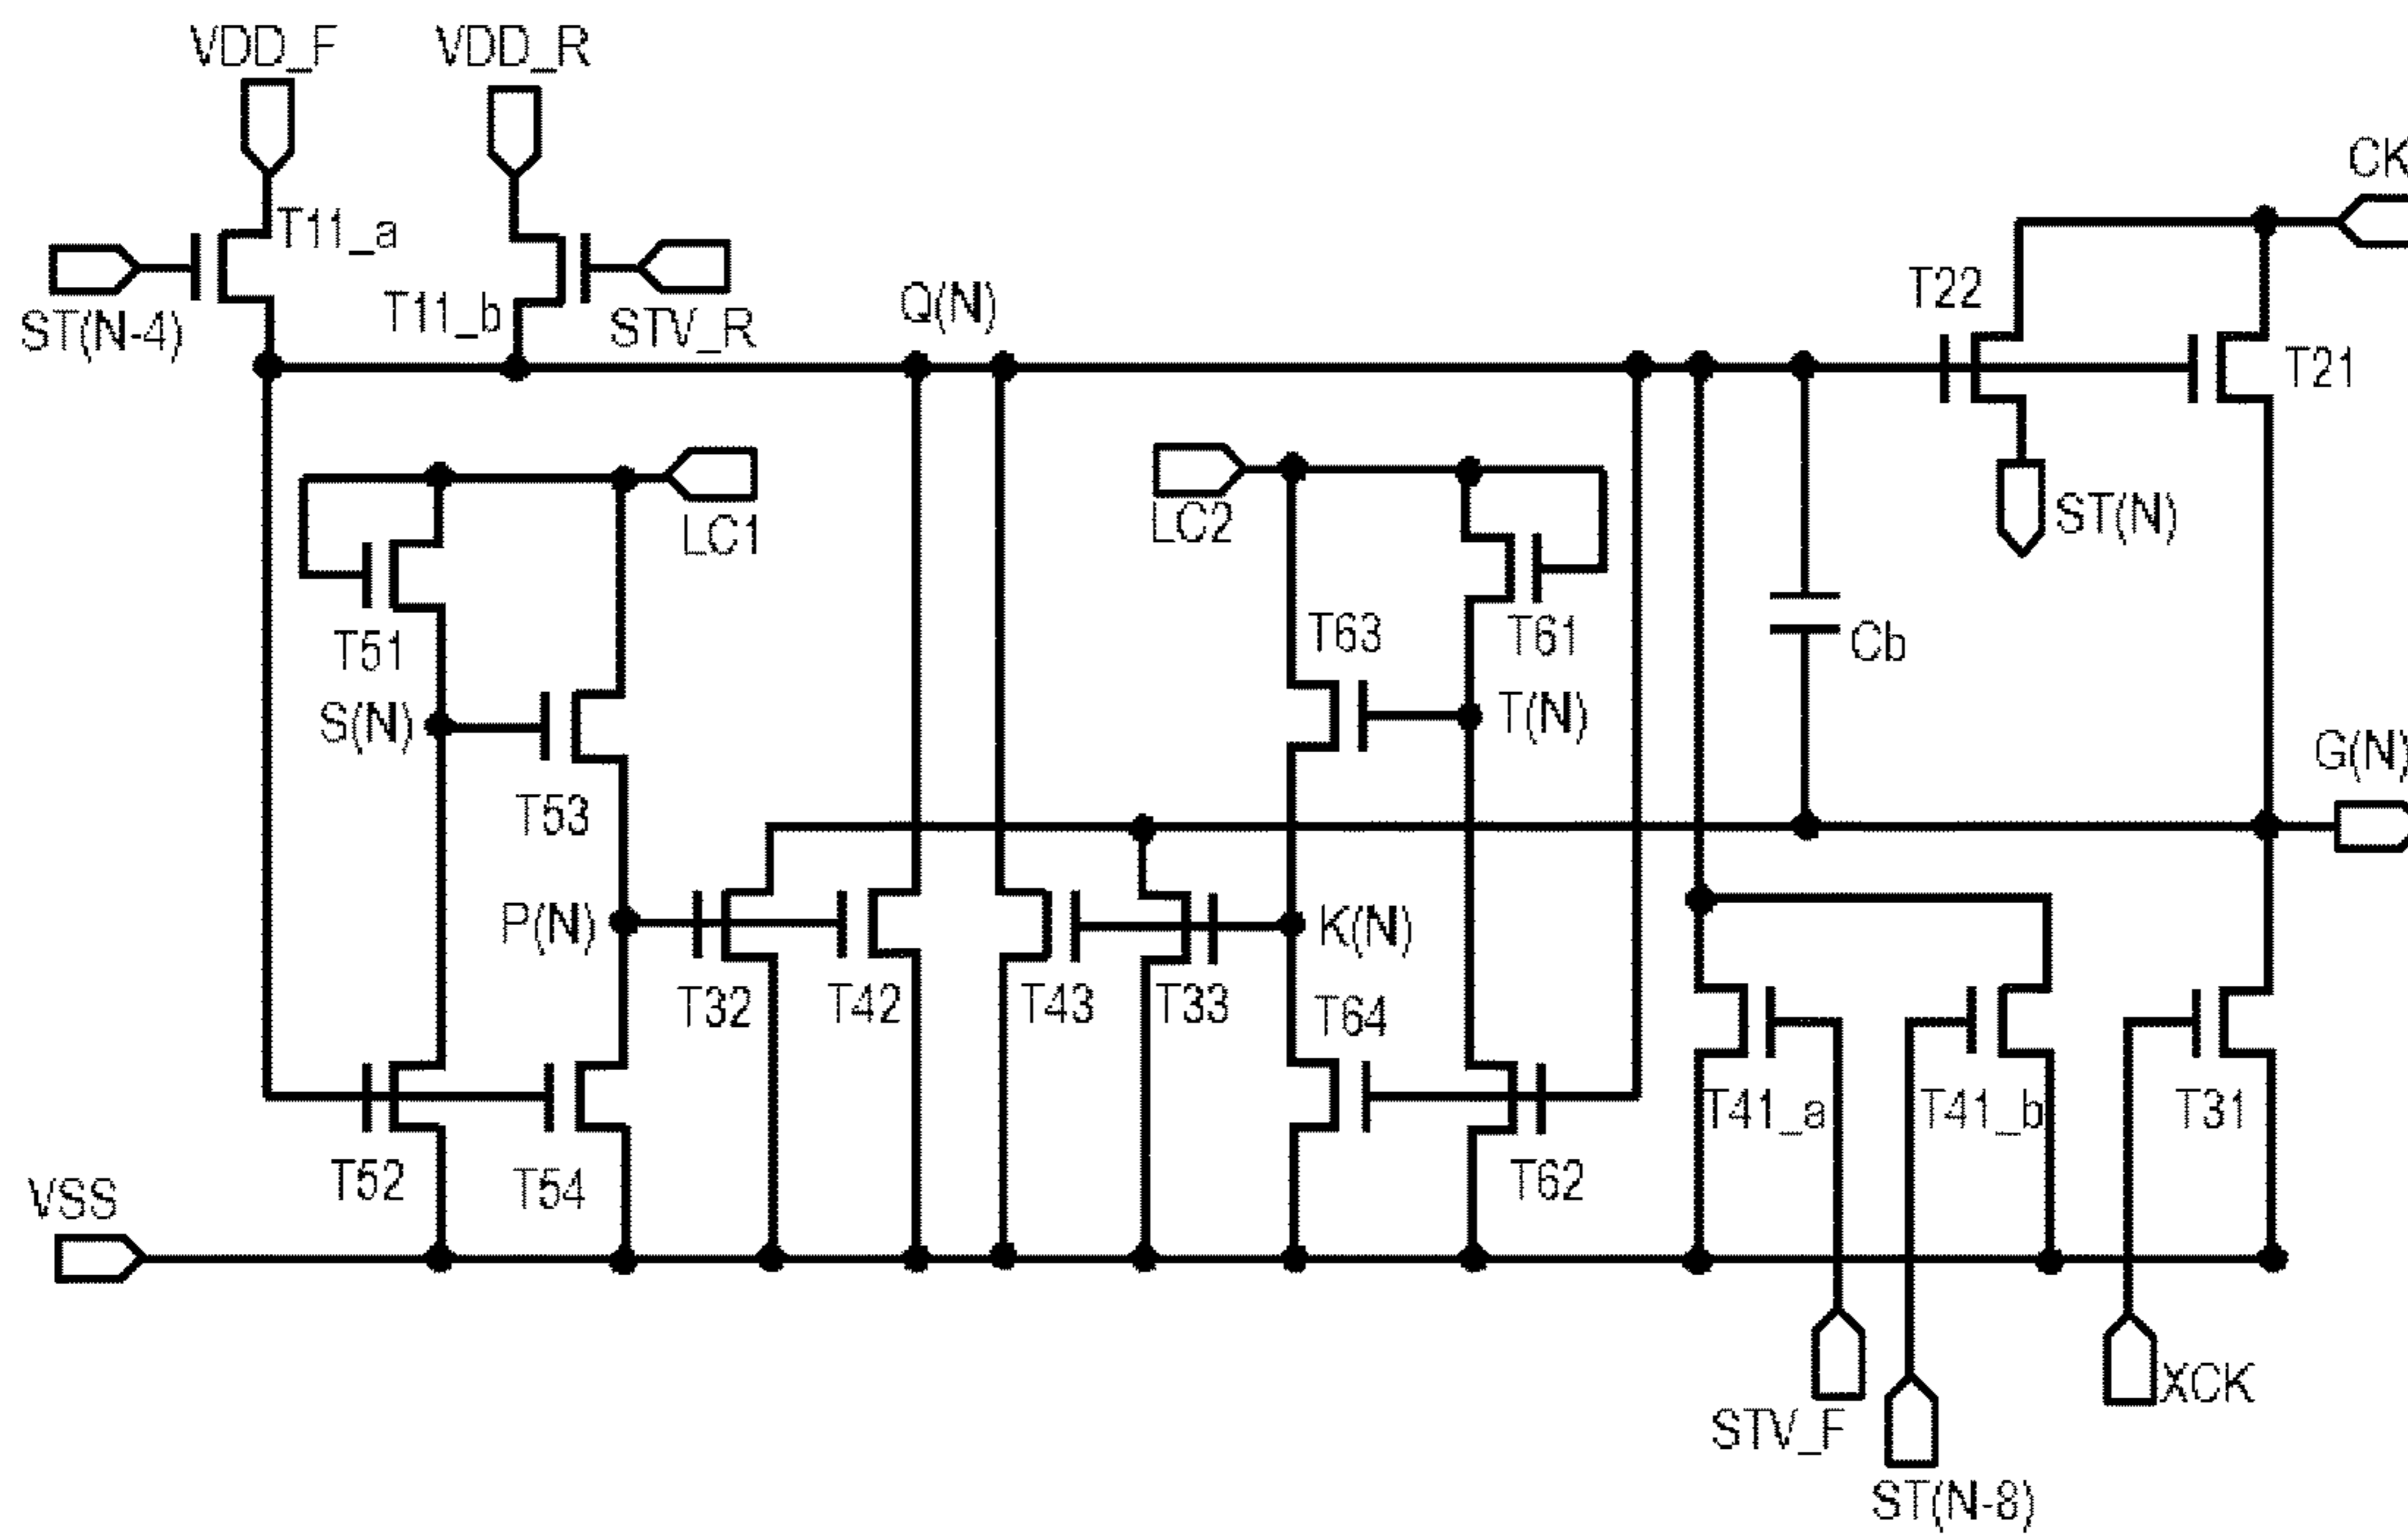 VDD_F
VDD_R
CK
T11_a
ST(N-4)
T11_b
STV_R
Q(N)
T22
T21
LC1
LC2
ST(N)
T51
T63
T61
Cb
S(N)
T(N)
T53
G(N)
P(N)
K(N)
T32
T42
T43
T33
T64
T41_a
T41_b
T31
T52
T54
T62
VSS
STV_F
XCK
ST(N-8)